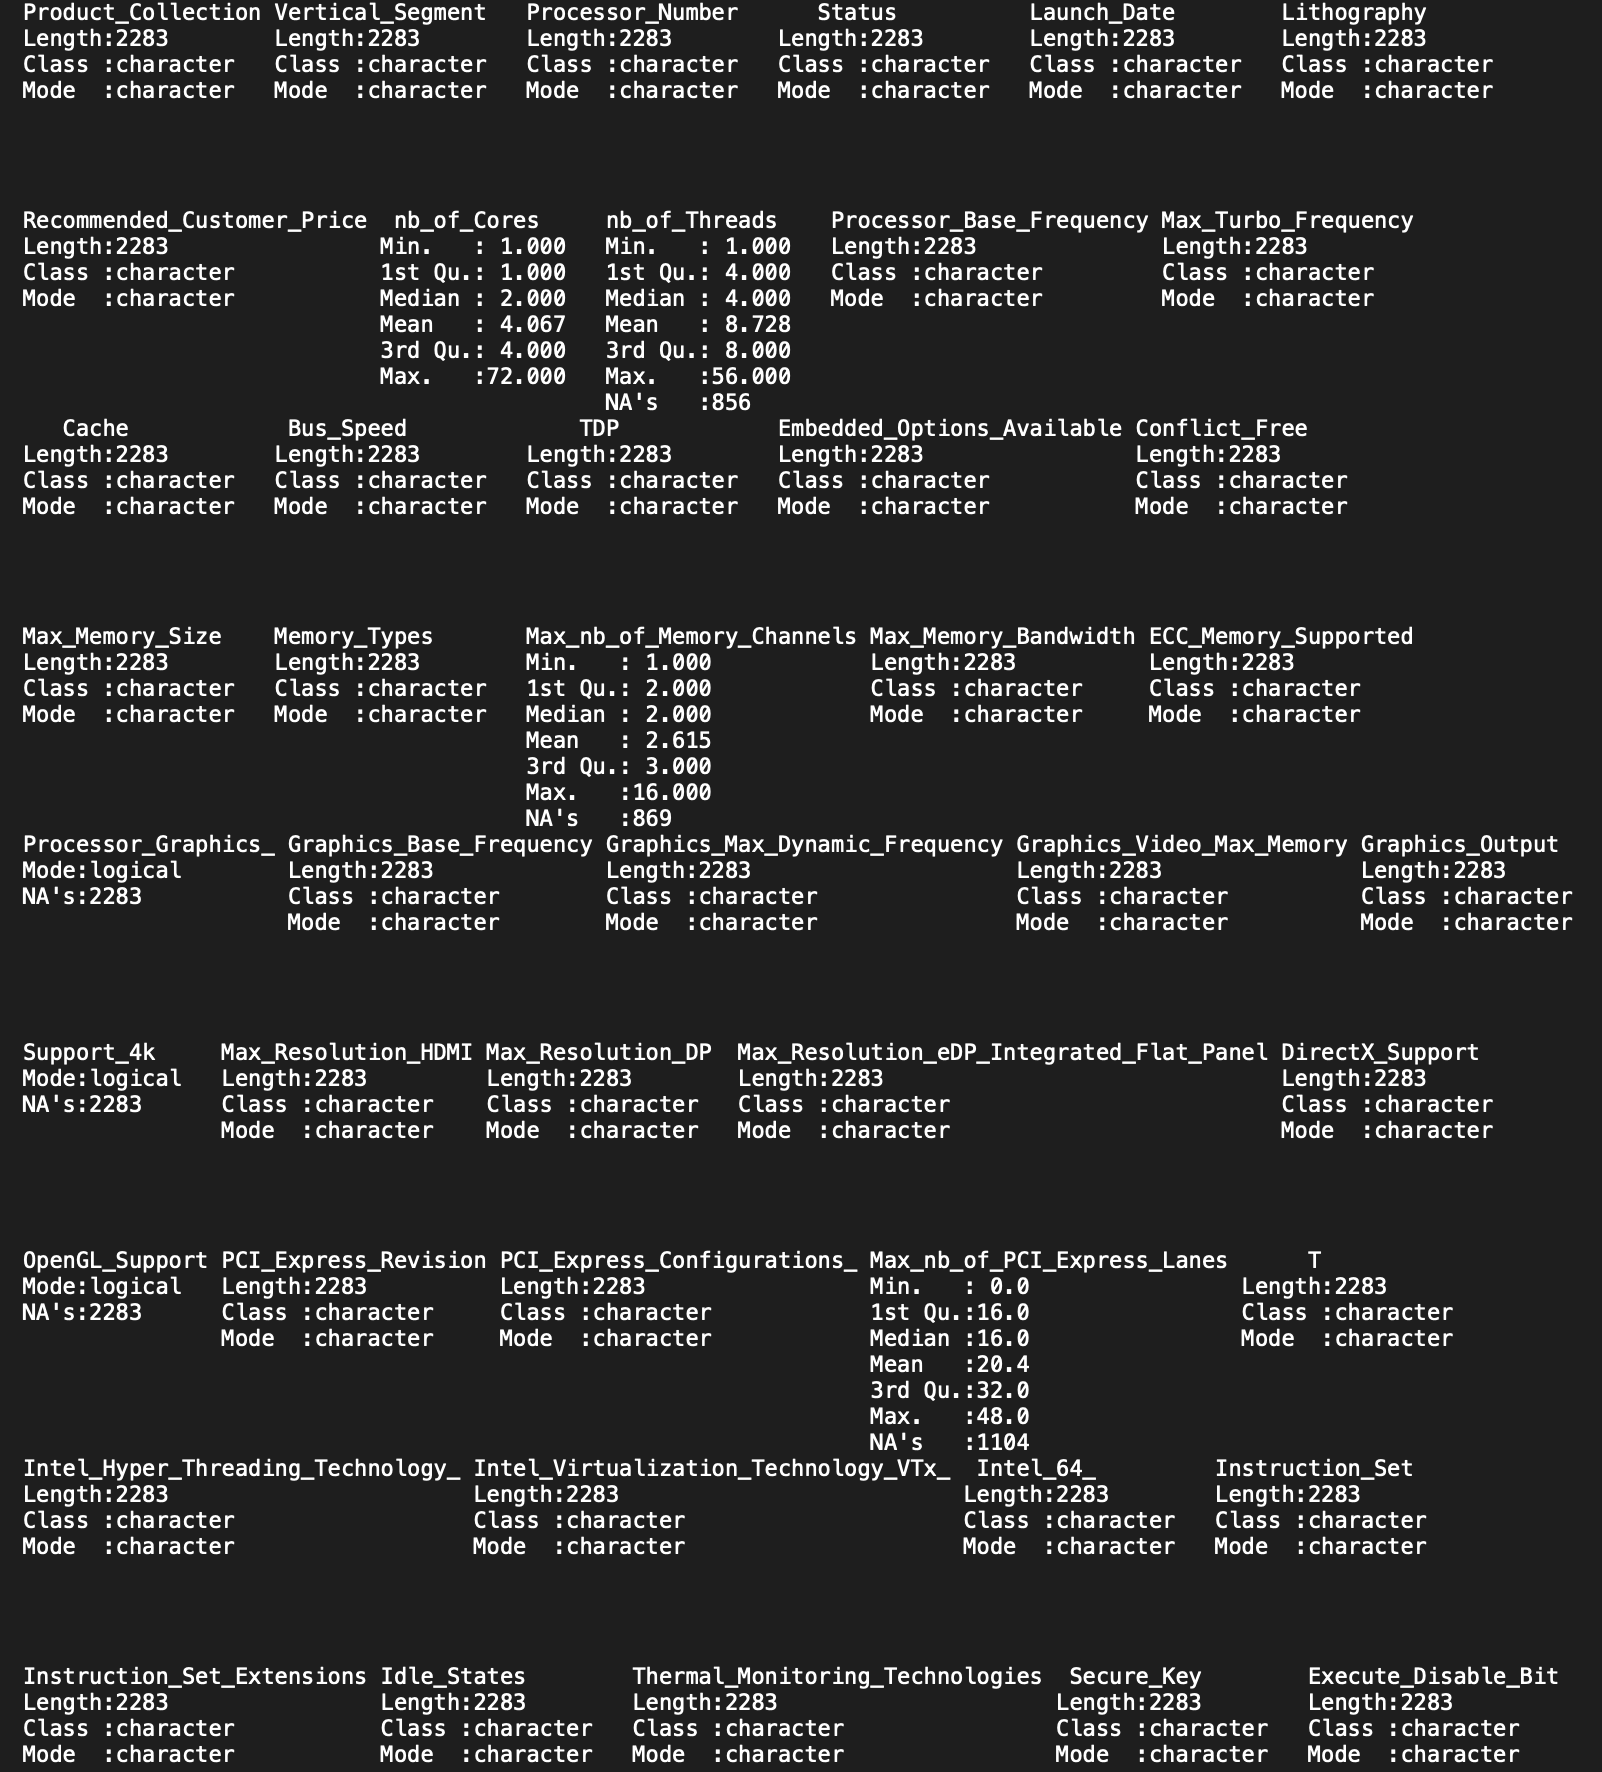 Product_Collection Vertical_Segment   Processor_Number      Status          Launch_Date        Lithography
Length:2283        Length:2283        Length:2283        Length:2283        Length:2283        Length:2283
Class :character   Class :character   Class :character   Class :character   Class :character   Class :character
Mode  :character   Mode  :character   Mode  :character   Mode  :character   Mode  :character   Mode  :character
Recommended_Customer_Price  nb_of_Cores     nb_of_Threads    Processor_Base_Frequency Max_Turbo_Frequency
Length:2283                Min.   : 1.000   Min.   : 1.000   Length:2283              Length:2283
Class :character           1st Qu.: 1.000   1st Qu.: 4.000   Class :character         Class :character
Mode  :character           Median : 2.000   Median : 4.000   Mode  :character         Mode  :character
Mean   : 4.067   Mean   : 8.728
3rd Qu.: 4.000   3rd Qu.: 8.000
Max.   :72.000   Max.   :56.000
NA's   :856
Cache            Bus_Speed             TDP            Embedded_Options_Available Conflict_Free
Length:2283        Length:2283        Length:2283        Length:2283                Length:2283
Class :character   Class :character   Class :character   Class :character           Class :character
Mode  :character   Mode  :character   Mode  :character   Mode  :character           Mode  :character
Max_Memory_Size    Memory_Types       Max_nb_of_Memory_Channels Max_Memory_Bandwidth ECC_Memory_Supported
Length:2283        Length:2283        Min.   : 1.000            Length:2283          Length:2283
Class :character   Class :character   1st Qu.: 2.000            Class :character     Class :character
Mode  :character   Mode  :character   Median : 2.000            Mode  :character     Mode  :character
Mean   : 2.615
3rd Qu.: 3.000
Max.   :16.000
NA's   :869
Processor_Graphics_ Graphics_Base_Frequency Graphics_Max_Dynamic_Frequency Graphics_Video_Max_Memory Graphics_Output
Mode:logical        Length:2283             Length:2283                    Length:2283               Length:2283
NA's:2283           Class :character        Class :character               Class :character          Class :character
Mode  :character        Mode  :character               Mode  :character          Mode  :character
Support_4k     Max_Resolution_HDMI Max_Resolution_DP  Max_Resolution_eDP_Integrated_Flat_Panel DirectX_Support
Mode:logical   Length:2283         Length:2283        Length:2283                              Length:2283
NA's:2283      Class :character    Class :character   Class :character                         Class :character
Mode  :character    Mode  :character   Mode  :character                         Mode  :character
OpenGL_Support PCI_Express_Revision PCI_Express_Configurations_ Max_nb_of_PCI_Express_Lanes      T
Mode:logical   Length:2283          Length:2283                 Min.   : 0.0                Length:2283
NA's:2283      Class :character     Class :character            1st Qu.:16.0                Class :character
Mode  :character     Mode  :character            Median :16.0                Mode  :character
Mean   :20.4
3rd Qu.:32.0
Max.   :48.0
NA's   :1104
Intel_Hyper_Threading_Technology_ Intel_Virtualization_Technology_VTx_  Intel_64_         Instruction_Set
Length:2283                       Length:2283                          Length:2283        Length:2283
Class :character                  Class :character                     Class :character   Class :character
Mode  :character                  Mode  :character                     Mode  :character   Mode  :character
Instruction_Set_Extensions Idle_States        Thermal_Monitoring_Technologies  Secure_Key        Execute_Disable_Bit
Length:2283                Length:2283        Length:2283                     Length:2283        Length:2283
Class :character           Class :character   Class :character                Class :character   Class :character
Mode  :character           Mode  :character   Mode  :character                Mode  :character   Mode  :character